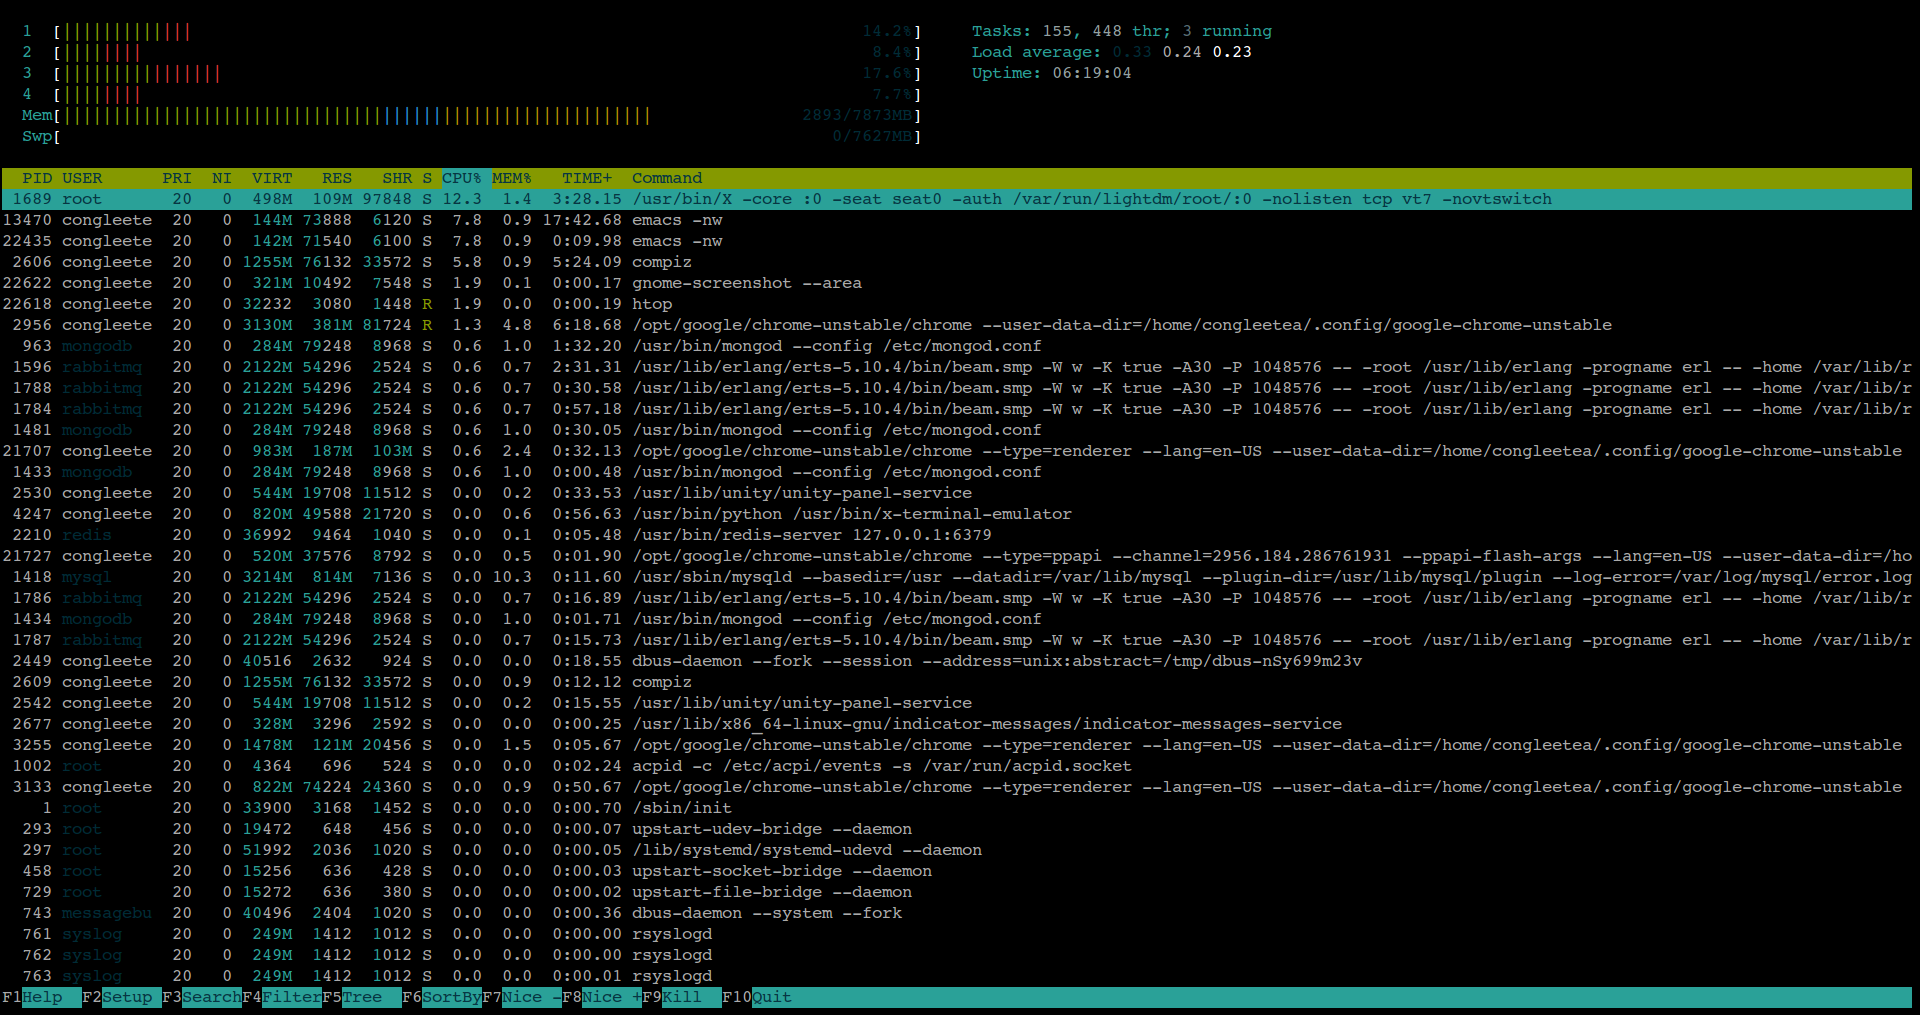 1 [|||||||||||||                                                                   14.2%] Tasks: 155, 448 thr; 3 running
2 [||||||||                                                                         8.4%] Load average: 0.33 0.24 0.23
3 [||||||||||||||||                                                                17.6%] Uptime: 06:19:04
4 [||||||||                                                                         7.7%]
Mem[|||||||||||||||||||||||||||||||||||||||||||||||||||||||||||               2893/7873MB]
Swp[                                                                             0/7627MB]
PID USER PRI NI VIRT RES SHR S CPU% MEM% TIME+ Command
1689 root 20 0 498M 109M 97848 S 12.3 1.4 3:28.15 /usr/bin/X -core :0 -seat seat0 -auth /var/run/lightdm/root/:0 -nolisten tcp vt7 -novtswitch
13470 congleete 20 0 144M 73888 6120 S 7.8 0.9 17:42.68 emacs -nw
22435 congleete 20 0 142M 71540 6100 S 7.8 0.9 0:09.98 emacs -nw
2606 congleete 20 0 1255M 76132 33572 S 5.8 0.9 5:24.09 compiz
22622 congleete 20 0 321M 10492 7548 S 1.9 0.1 0:00.17 gnome-screenshot --area
22618 congleete 20 0 32232 3080 1448 R 1.9 0.0 0:00.19 htop
2956 congleete 20 0 3130M 381M 81724 R 1.3 4.8 6:18.68 /opt/google/chrome-unstable/chrome --user-data-dir=/home/congleetea/.config/google-chrome-unstable
963 mongodb 20 0 284M 79248 8968 S 0.6 1.0 1:32.20 /usr/bin/mongod --config /etc/mongod.conf
1596 rabbitmq 20 0 2122M 54296 2524 S 0.6 0.7 2:31.31 /usr/lib/erlang/erts-5.10.4/bin/beam.smp -W w -K true -A30 -P 1048576 -- -root /usr/lib/erlang -progname erl -- -home /var/lib/r
1788 rabbitmq 20 0 2122M 54296 2524 S 0.6 0.7 0:30.58 /usr/lib/erlang/erts-5.10.4/bin/beam.smp -W w -K true -A30 -P 1048576 -- -root /usr/lib/erlang -progname erl -- -home /var/lib/r
1784 rabbitmq 20 0 2122M 54296 2524 S 0.6 0.7 0:57.18 /usr/lib/erlang/erts-5.10.4/bin/beam.smp -W w -K true -A30 -P 1048576 -- -root /usr/lib/erlang -progname erl -- -home /var/lib/r
1481 mongodb 20 0 284M 79248 8968 S 0.6 1.0 0:30.05 /usr/bin/mongod --config /etc/mongod.conf
21707 congleete 20 0 983M 187M 103M S 0.6 2.4 0:32.13 /opt/google/chrome-unstable/chrome --type=renderer --lang=en-US --user-data-dir=/home/congleetea/.config/google-chrome-unstable
1433 mongodb 20 0 284M 79248 8968 S 0.6 1.0 0:00.48 /usr/bin/mongod --config /etc/mongod.conf
2530 congleete 20 0 544M 19708 11512 S 0.0 0.2 0:33.53 /usr/lib/unity/unity-panel-service
4247 congleete 20 0 820M 49588 21720 S 0.0 0.6 0:56.63 /usr/bin/python /usr/bin/x-terminal-emulator
2210 redis 20 0 36992 9464 1040 S 0.0 0.1 0:05.48 /usr/bin/redis-server 127.0.0.1:6379
21727 congleete 20 0 520M 37576 8792 S 0.0 0.5 0:01.90 /opt/google/chrome-unstable/chrome --type=ppapi --channel=2956.184.286761931 --ppapi-flash-args --lang=en-US --user-data-dir=/ho
1418 mysql 20 0 3214M 814M 7136 S 0.0 10.3 0:11.60 /usr/sbin/mysqld --basedir=/usr --datadir=/var/lib/mysql --plugin-dir=/usr/lib/mysql/plugin --log-error=/var/log/mysql/error.log
1786 rabbitmq 20 0 2122M 54296 2524 S 0.0 0.7 0:16.89 /usr/lib/erlang/erts-5.10.4/bin/beam.smp -W w -K true -A30 -P 1048576 -- -root /usr/lib/erlang -progname erl -- -home /var/lib/r
1434 mongodb 20 0 284M 79248 8968 S 0.0 1.0 0:01.71 /usr/bin/mongod --config /etc/mongod.conf
1787 rabbitmq 20 0 2122M 54296 2524 S 0.0 0.7 0:15.73 /usr/lib/erlang/erts-5.10.4/bin/beam.smp -W w -K true -A30 -P 1048576 -- -root /usr/lib/erlang -progname erl -- -home /var/lib/r
2449 congleete 20 0 40516 2632 924 S 0.0 0.0 0:18.55 dbus-daemon --fork --session --address=unix:abstract=/tmp/dbus-nSy699m23v
2609 congleete 20 0 1255M 76132 33572 S 0.0 0.9 0:12.12 compiz
2542 congleete 20 0 544M 19708 11512 S 0.0 0.2 0:15.55 /usr/lib/unity/unity-panel-service
2677 congleete 20 0 328M 3296 2592 S 0.0 0.0 0:00.25 /usr/lib/x86_64-linux-gnu/indicator-messages/indicator-messages-service
3255 congleete 20 0 1478M 121M 20456 S 0.0 1.5 0:05.67 /opt/google/chrome-unstable/chrome --type=renderer --lang=en-US --user-data-dir=/home/congleetea/.config/google-chrome-unstable
1002 root 20 0 4364 696 524 S 0.0 0.0 0:02.24 acpid -c /etc/acpi/events -s /var/run/acpid.socket
3133 congleete 20 0 822M 74224 24360 S 0.0 0.9 0:50.67 /opt/google/chrome-unstable/chrome --type=renderer --lang=en-US --user-data-dir=/home/congleetea/.config/google-chrome-unstable
1 root 20 0 33900 3168 1452 S 0.0 0.0 0:00.70 /sbin/init
293 root 20 0 19472 648 456 S 0.0 0.0 0:00.07 upstart-udev-bridge --daemon
297 root 20 0 51992 2036 1020 S 0.0 0.0 0:00.05 /lib/systemd/systemd-udevd --daemon
458 root 20 0 15256 636 428 S 0.0 0.0 0:00.03 upstart-socket-bridge --daemon
729 root 20 0 15272 636 380 S 0.0 0.0 0:00.02 upstart-file-bridge --daemon
743 messagebu 20 0 40496 2404 1020 S 0.0 0.0 0:00.36 dbus-daemon --system --fork
761 syslog 20 0 249M 1412 1012 S 0.0 0.0 0:00.00 rsyslogd
762 syslog 20 0 249M 1412 1012 S 0.0 0.0 0:00.00 rsyslogd
763 syslog 20 0 249M 1412 1012 S 0.0 0.0 0:00.01 rsyslogd
F1Help F2Setup F3SearchF4FilterF5Tree F6SortByF7Nice -F8Nice +F9Kill F10Quit